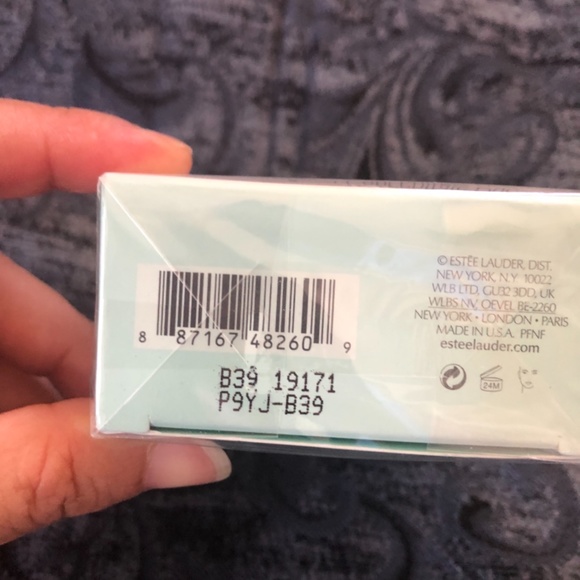 © ESTĒE LAUDER, DIST.
NEW YORK, N.Y. 10022
WLB LTD, GU32 3DD, UK
WLBS NV, OEVEL BE-2260
NEW YORK • LONDON • PARIS
MADE IN U.S.A. PFNF
esteelauder.com
8 87167 48260 9
24M
B39 19171
P9YJ-B39